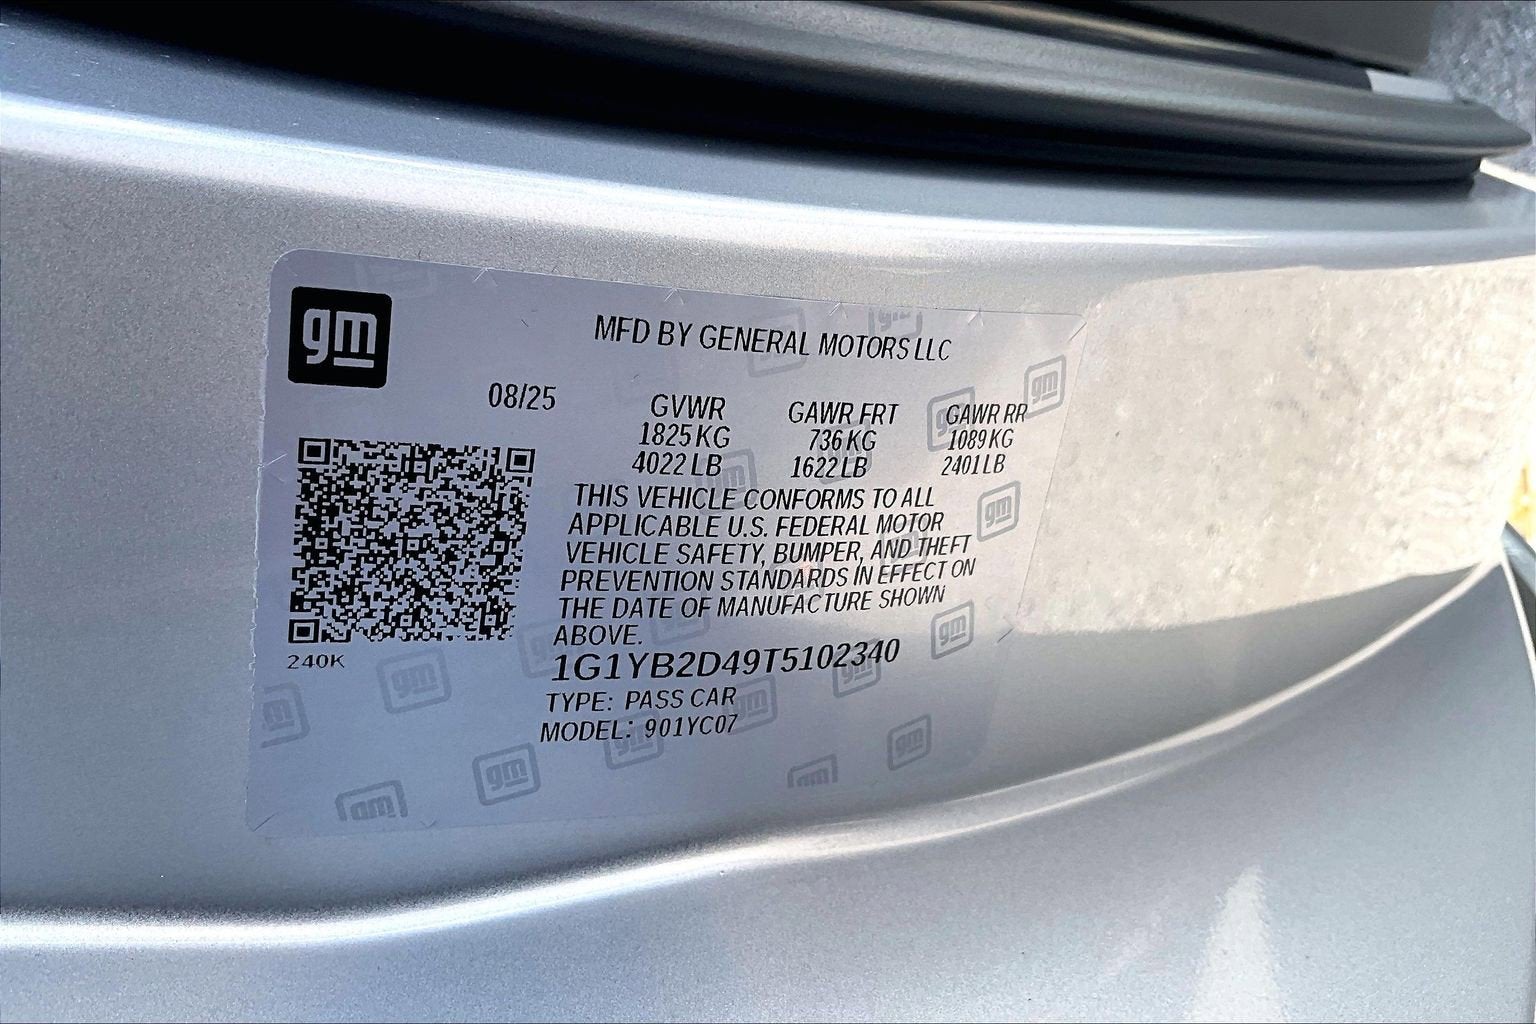 gm
MFD BY GENERAL MOTORS LLC
08/25 GVWR GAWR FRT GAWR RR
1825 KG 736 KG 1089 KG
4022 LB 1622 LB 2401 LB
THIS VEHICLE CONFORMS TO ALL
APPLICABLE U.S. FEDERAL MOTOR
VEHICLE SAFETY, BUMPER, AND THEFT
PREVENTION STANDARDS IN EFFECT ON
THE DATE OF MANUFACTURE SHOWN
ABOVE.
240K
1G1YB2D49T5102340
TYPE: PASS CAR
MODEL: 901YC07